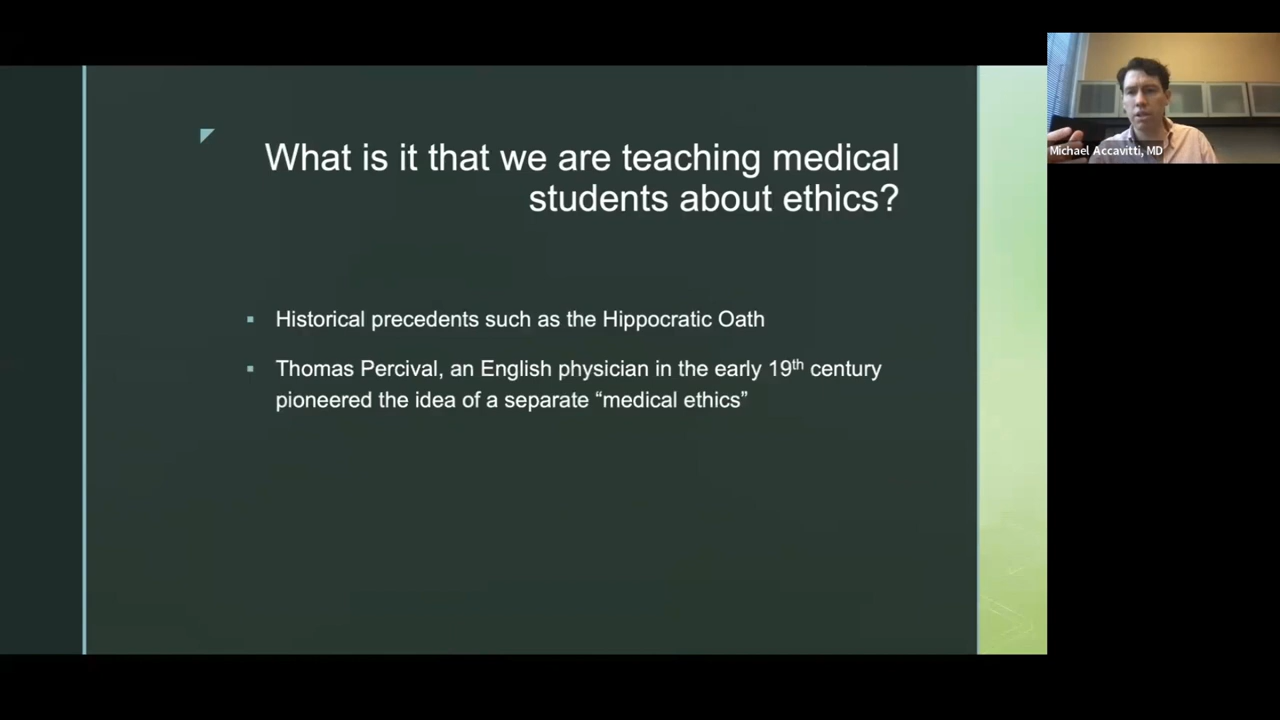 What is it that we are teaching medical
students about ethics?
▪ Historical precedents such as the Hippocratic Oath
▪ Thomas Percival, an English physician in the early 19th century
pioneered the idea of a separate “medical ethics”
Michael Accavitti, MD